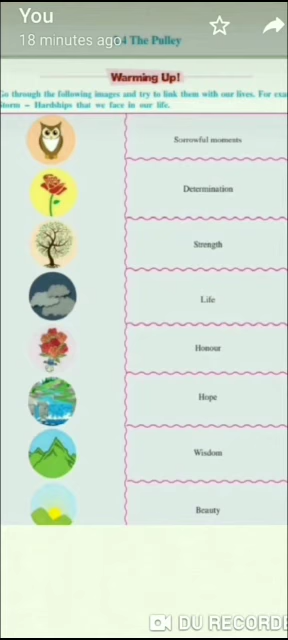 You
18 minutes ago
4 The Pulley
Warming Up!
Go through the following images and try to link them with our lives. For exa
Storm – Hardships that we face in our life.
Sorrowful moments
Determination
Strength
Life
Honour
Hope
Wisdom
Beauty
DU RECORDE